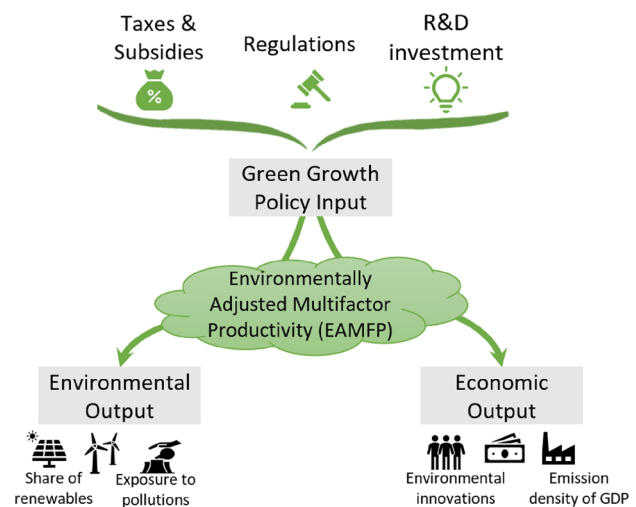 Taxes &
Subsidies
Regulations
R&D
investment
%
Green Growth
Policy Input
Environmentally
Adjusted Multifactor
Productivity (EAMFP)
Environmental
Output
Economic
Output
Share of
renewables
Exposure to
pollutions
Environmental
innovations
Emission
density of GDP